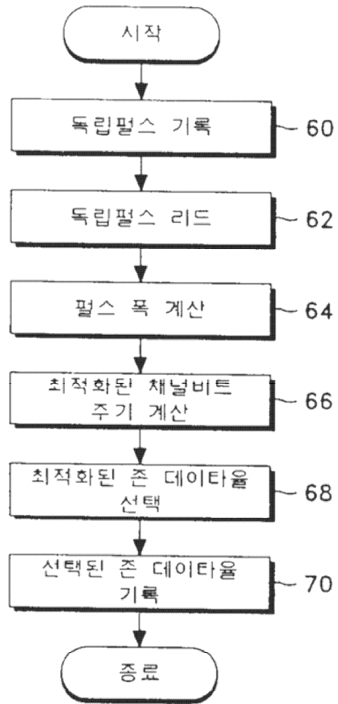 시작
독립펄스 기록
60
독립펄스 리드
62
펄스 폭 계산
64
최적화된 채널비트
주기 계산
66
최적화된 존 데이타율
선택
68
선택된 존 데이타율
기록
70
종료